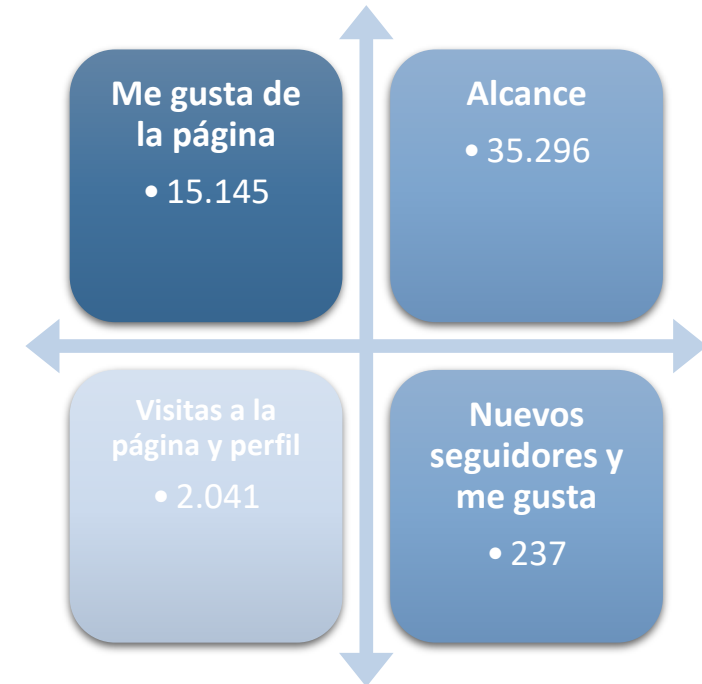 Me gusta de
la página
• 15.145
Alcance
• 35.296
Visitas a la
página y perfil
• 2.041
Nuevos
seguidores y
me gusta
• 237